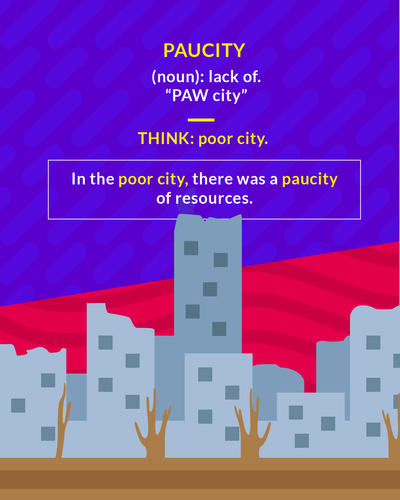 PAUCITY
(noun): lack of.
“PAW city”
THINK: poor city.
In the poor city, there was a paucity
of resources.